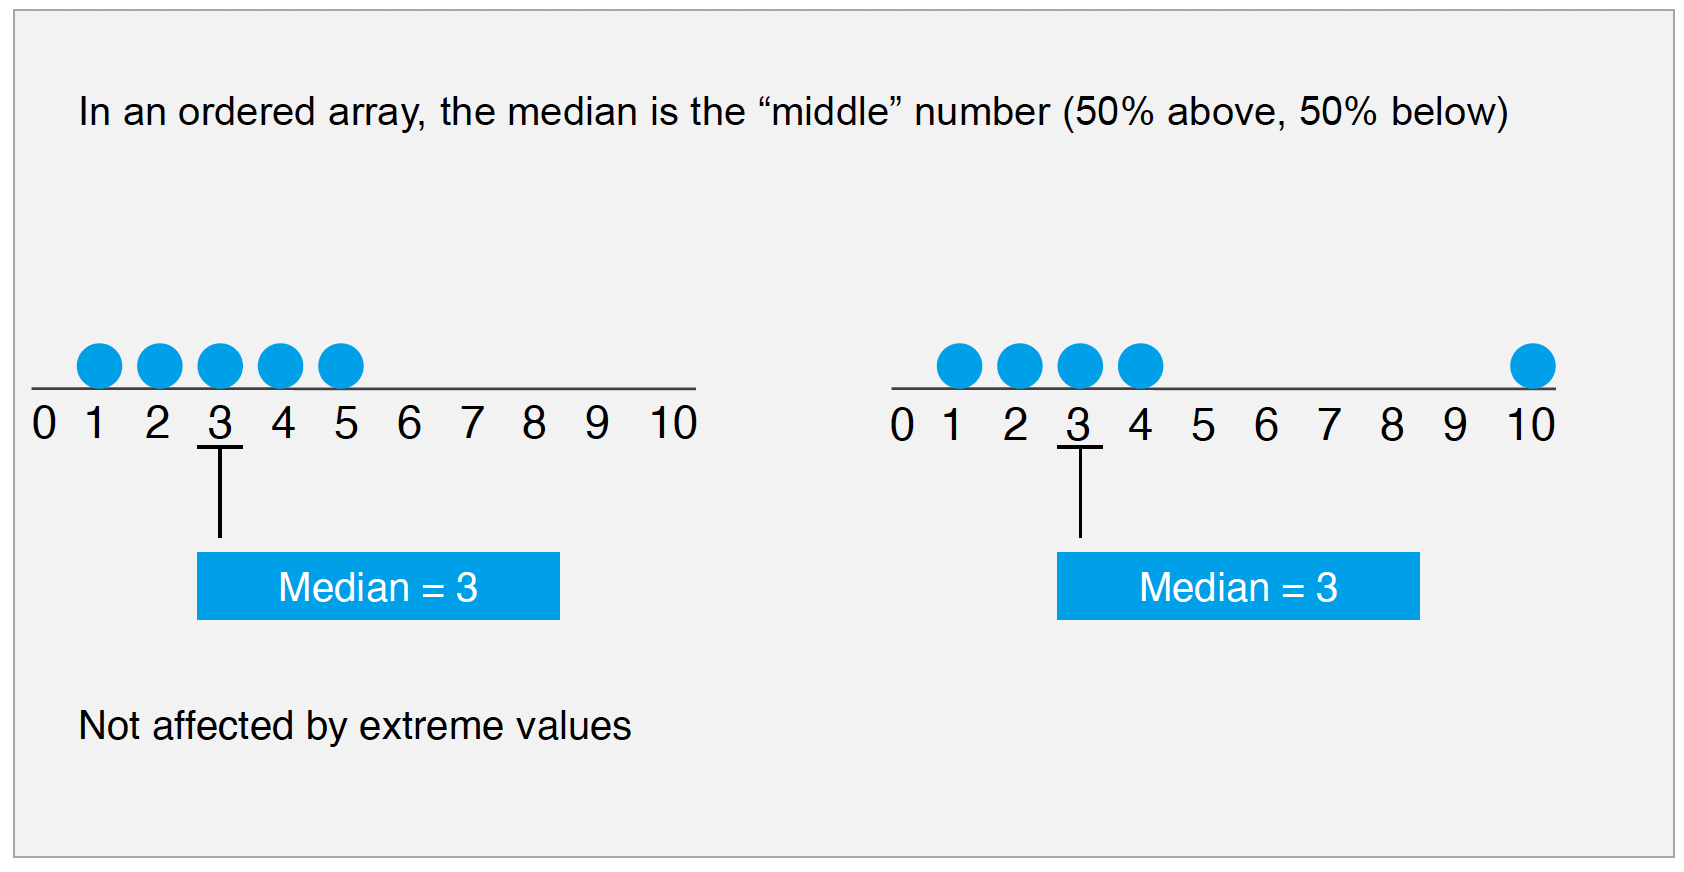 In an ordered array, the median is the “middle” number (50% above, 50% below)
0 1 2 3 4 5 6 7 8 9 10
0 1 2 3 4 5 6 7 8 9 10
Median = 3
Median = 3
Not affected by extreme values